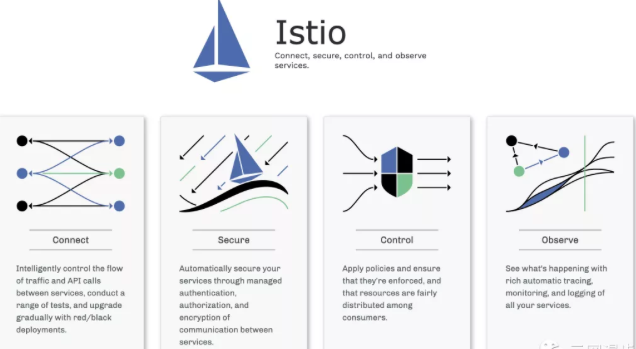 Istio
Connect, secure, control, and observe
services.
Connect
Intelligently control the flow
of traffic and API calls
between services, conduct a
range of tests, and upgrade
gradually with red/black
deployments.
Secure
Automatically secure your
services through managed
authentication,
authorization, and
encryption of
communication between
services.
Control
Apply policies and ensure
that they're enforced, and
that resources are fairly
distributed among
consumers.
Observe
See what's happening with
rich automatic tracing,
monitoring, and logging of
all your services.